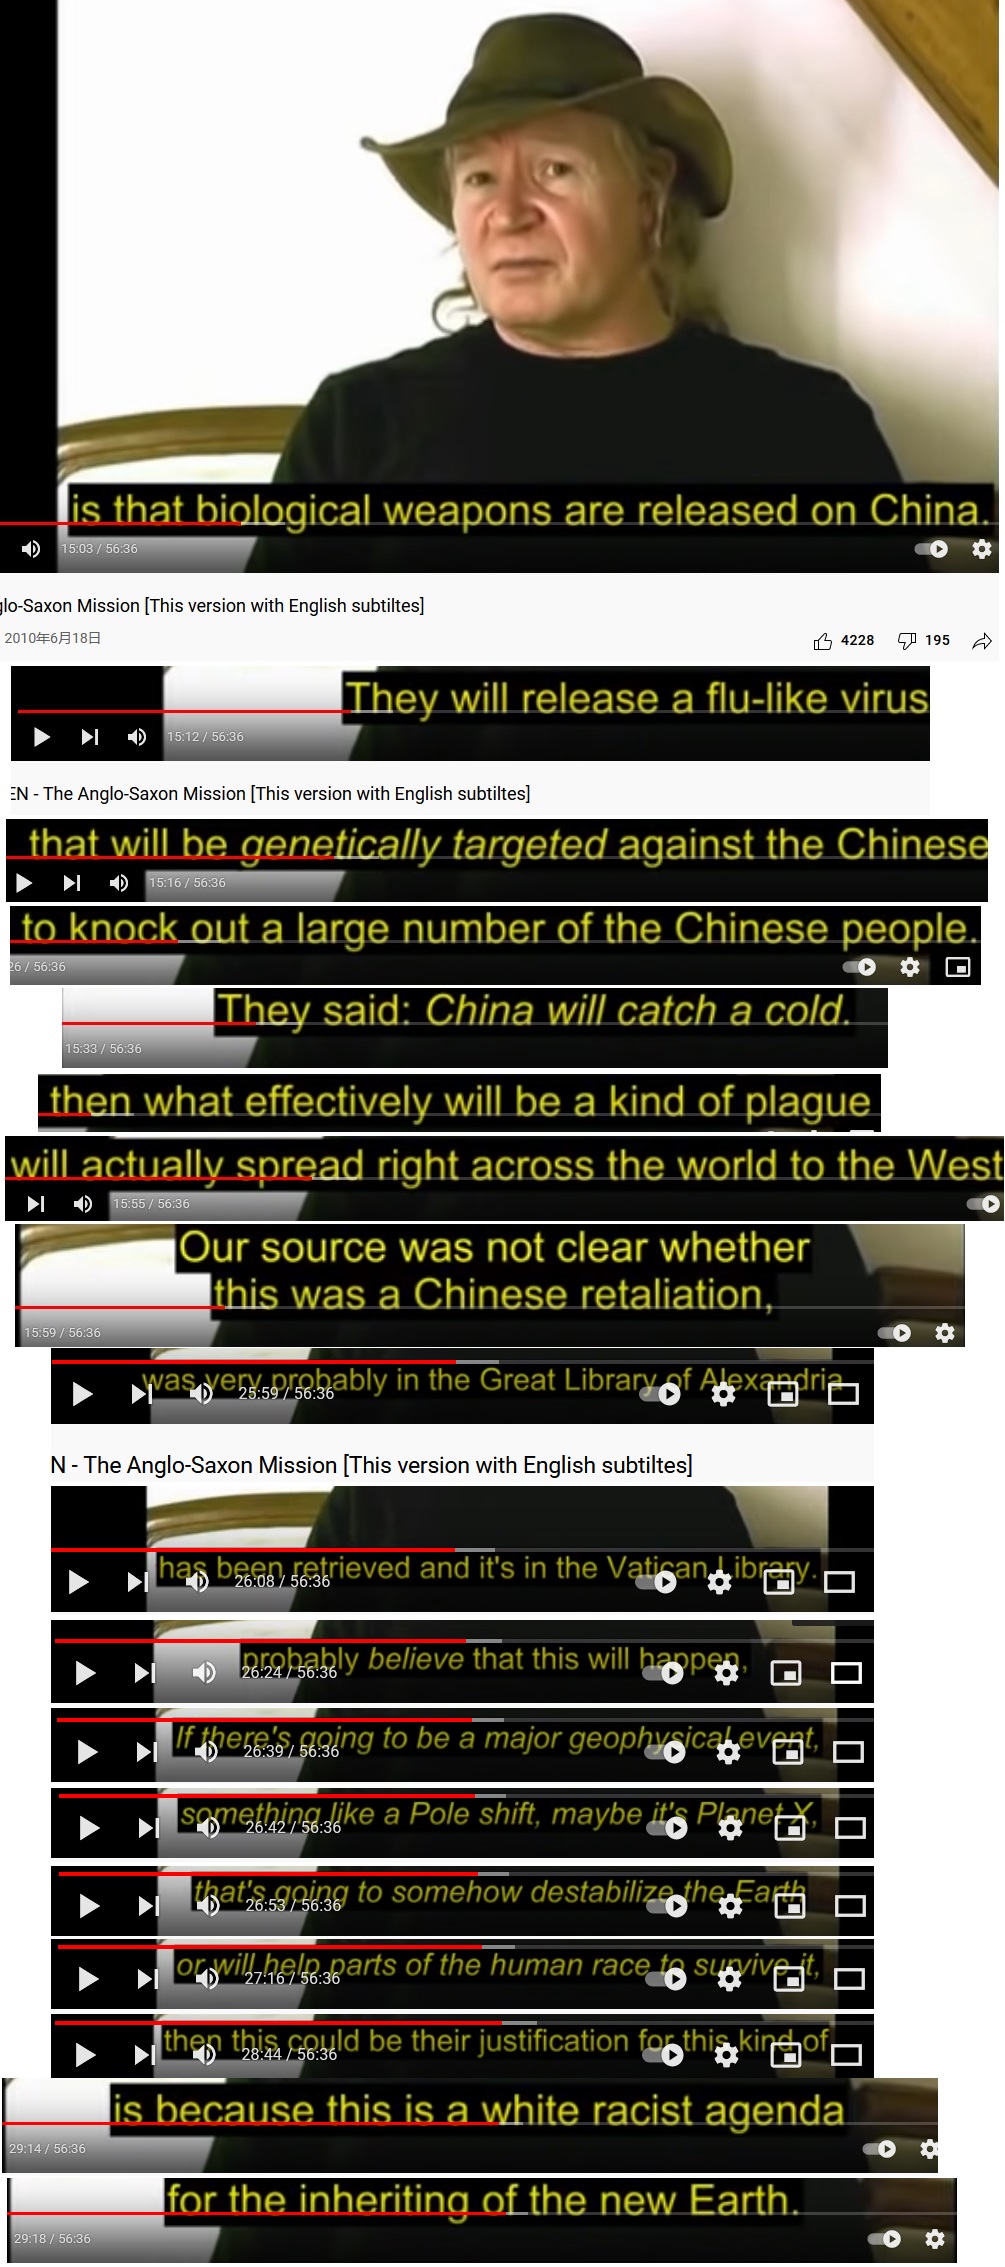 is that biological weapons are released on China.
15:03 / 56:36
glo-Saxon Mission [This version with English subtiltes]
2010年6月18日
4228 195
They will release a flu-like virus
15:12 / 56:36
EN - The Anglo-Saxon Mission [This version with English subtiltes]
that will be genetically targeted against the Chinese
15:16 / 56:36
to knock out a large number of the Chinese people.
26 / 56:36
They said: China will catch a cold.
15:33 / 56:36
then what effectively will be a kind of plague
will actually spread right across the world to the West
15:55 / 56:36
Our source was not clear whether
this was a Chinese retaliation,
15:59 / 56:36
was very probably in the Great Library of Alexandria
25:59 / 56:36
N - The Anglo-Saxon Mission [This version with English subtiltes]
has been retrieved and it's in the Vatican Library.
26:08 / 56:36
probably believe that this will happen,
26:24 / 56:36
If there's going to be a major geophysical event,
26:39 / 56:36
something like a Pole shift, maybe it's Planet X,
26:42 / 56:36
that's going to somehow destabilize the Earth
26:53 / 56:36
or will help parts of the human race to survive it,
27:16 / 56:36
then this could be their justification for this kind of
28:44 / 56:36
is because this is a white racist agenda
29:14 / 56:36
for the inheriting of the new Earth.
29:18 / 56:36